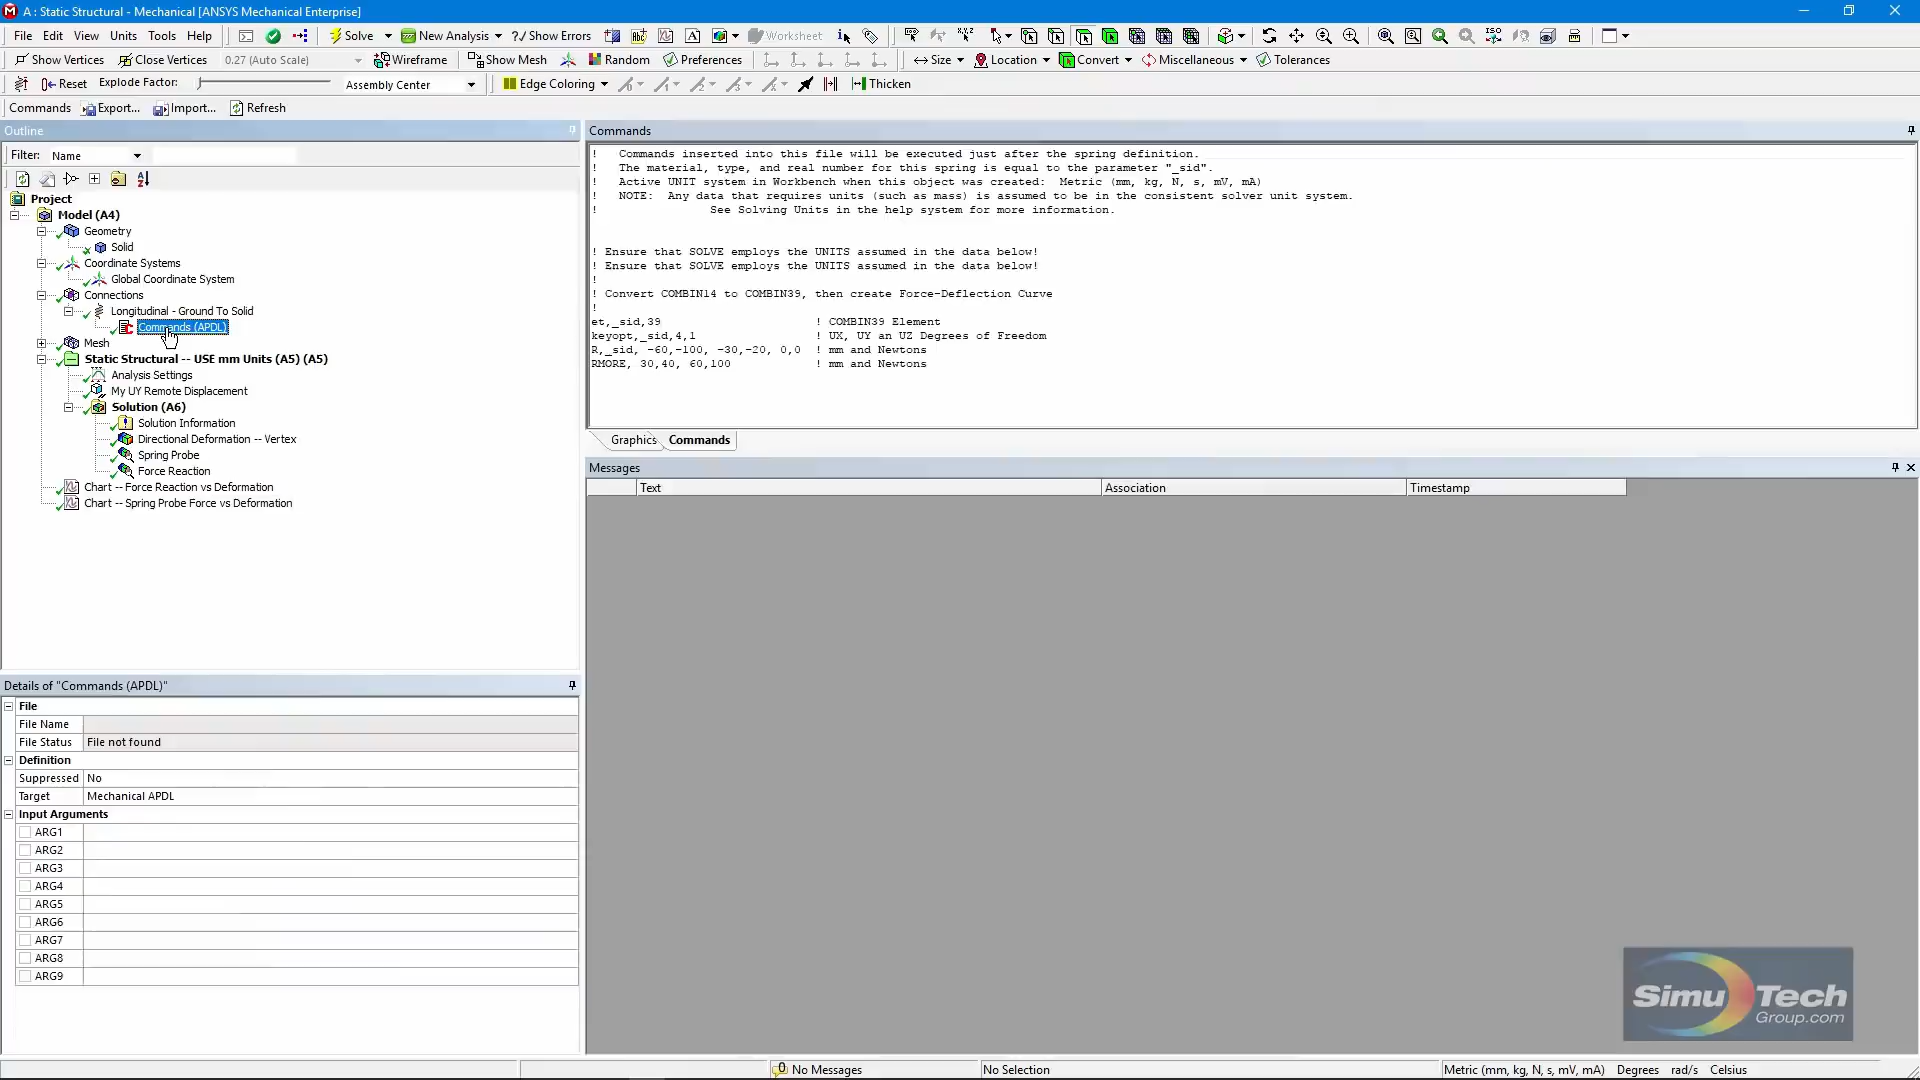 A : Static Structural - Mechanical [ANSYS Mechanical Enterprise]
File Edit View Units Tools Help Solve New Analysis ?/ Show Errors Worksheet
Show Vertices Close Vertices 0.27 (Auto Scale) Wireframe Show Mesh Random Preferences Size Location Convert Miscellaneous Tolerances
Reset Explode Factor: Assembly Center Edge Coloring Thicken
Commands Export... Import... Refresh
Outline
Filter: Name
Project
Model (A4)
Geometry
Solid
Coordinate Systems
Global Coordinate System
Connections
Longitudinal - Ground To Solid
Commands (APDL)
Mesh
Static Structural -- USE mm Units (A5) (A5)
Analysis Settings
My UY Remote Displacement
Solution (A6)
Solution Information
Directional Deformation -- Vertex
Spring Probe
Force Reaction
Chart -- Force Reaction vs Deformation
Chart -- Spring Probe Force vs Deformation
Details of "Commands (APDL)"
File
File Name
File Status File not found
Definition
Suppressed No
Target Mechanical APDL
Input Arguments
ARG1
ARG2
ARG3
ARG4
ARG5
ARG6
ARG7
ARG8
ARG9
Commands
! Commands inserted into this file will be executed just after the spring definition.
! The material, type, and real number for this spring is equal to the parameter "_sid".
! Active UNIT system in Workbench when this object was created: Metric (mm, kg, N, s, mV, mA)
! NOTE: Any data that requires units (such as mass) is assumed to be in the consistent solver unit system.
! See Solving Units in the help system for more information.
! Ensure that SOLVE employs the UNITS assumed in the data below!
! Ensure that SOLVE employs the UNITS assumed in the data below!
!
! Convert COMBIN14 to COMBIN39, then create Force-Deflection Curve
!
et,_sid,39 ! COMBIN39 Element
keyopt,_sid,4,1 ! UX, UY an UZ Degrees of Freedom
R,_sid, -60,-100, -30,-20, 0,0 ! mm and Newtons
RMORE, 30,40, 60,100 ! mm and Newtons
Graphics Commands
Messages
Text Association Timestamp
SimuTech
Group.com
0 No Messages No Selection Metric (mm, kg, N, s, mV, mA) Degrees rad/s Celsius